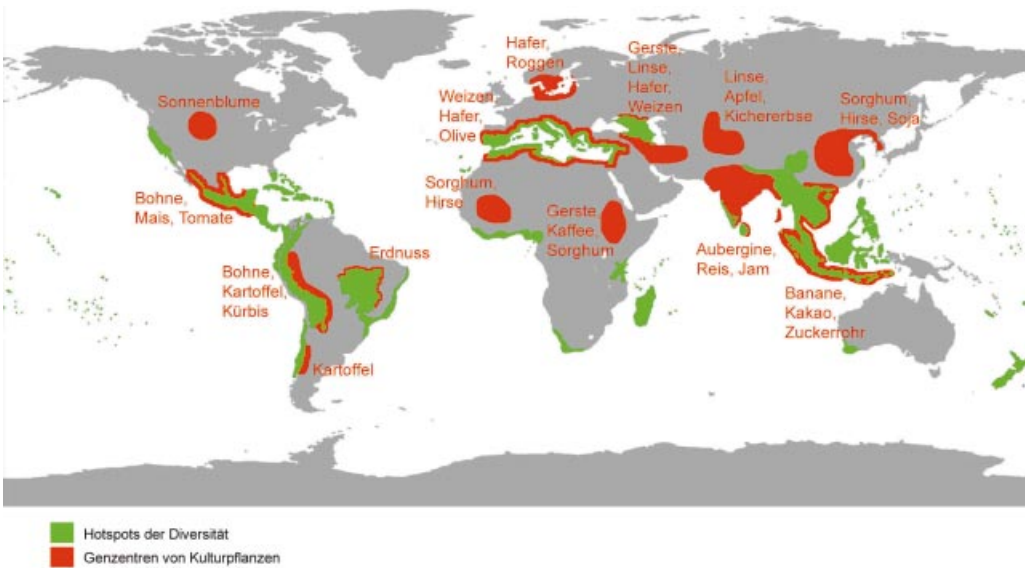 Hafer,
Roggen
Gerste,
Linse,
Hafer,
Weizen
Linse,
Apfel,
Kichererbse
Sorghum,
Hirse, Soja
Sonnenblume
Weizen,
Hafer,
Olive
Bohne,
Mais, Tomate
Sorghum,
Hirse
Gerste,
Kaffee,
Sorghum
Aubergine,
Reis, Jam
Erdnuss
Bohne,
Kartoffel,
Kürbis
Banane,
Kakao,
Zuckerrohr
Kartoffel
Hotspots der Diversität
Genzentren von Kulturpflanzen